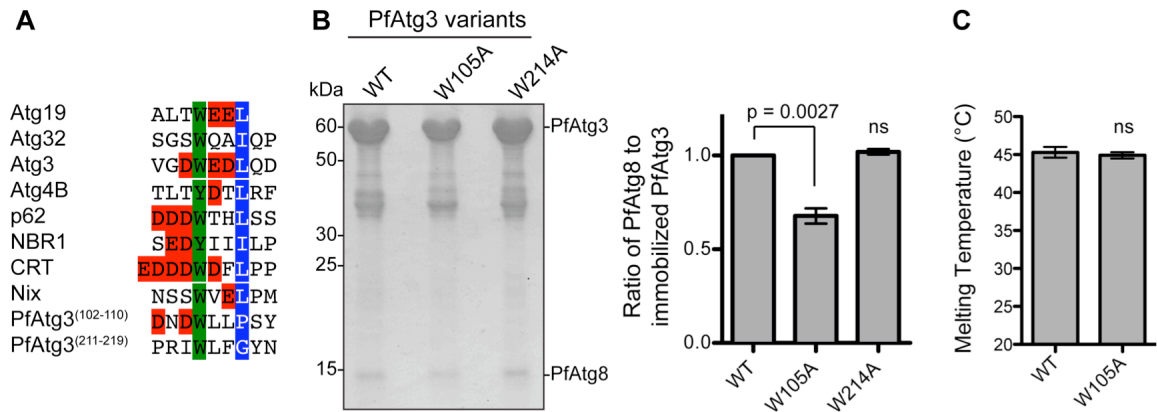 A
Atg19 ALTWEEL
Atg32 SGSWQAIQP
Atg3 VGDWEDLQD
Atg4B TLTYDTLRF
p62 DDDWTHLSS
NBR1 SEDYIIILP
CRT EDDDWDFLPP
Nix NSSWVELPM
PfAtg3(102-110) DNDWLLPSY
PfAtg3(211-219) PRIWLFGYN
B
PfAtg3 variants
WT W105A W214A
kDa
60 PfAtg3
50
30
25
15 PfAtg8
Ratio of PfAtg8 to
immobilized PfAtg3
1.0
0.5
0.0
p = 0.0027
ns
WT W105A W214A
C
Melting Temperature (°C)
50
45
40
35
30
25
20
ns
WT W105A